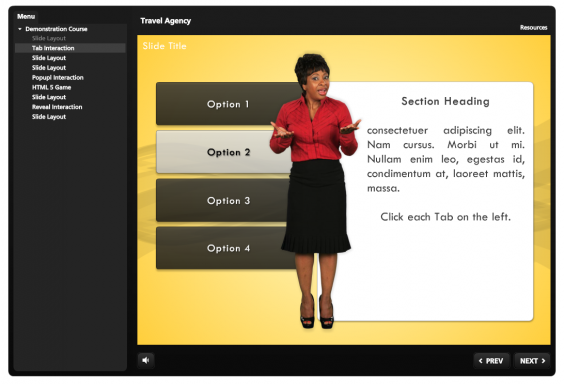 Menu
Demonstration Course
Slide Layout
Tab Interaction
Slide Layout
Slide Layout
Popupl Interaction
HTML 5 Game
Slide Layout
Reveal Interaction
Slide Layout
Travel Agency
Resources
Slide Title
Option 1
Option 2
Option 3
Option 4
Section Heading
consectetuer adipiscing elit.
Nam cursus. Morbi ut mi.
Nullam enim leo, egestas id,
condimentum at, laoreet mattis,
massa.
Click each Tab on the left.
< PREV
NEXT >